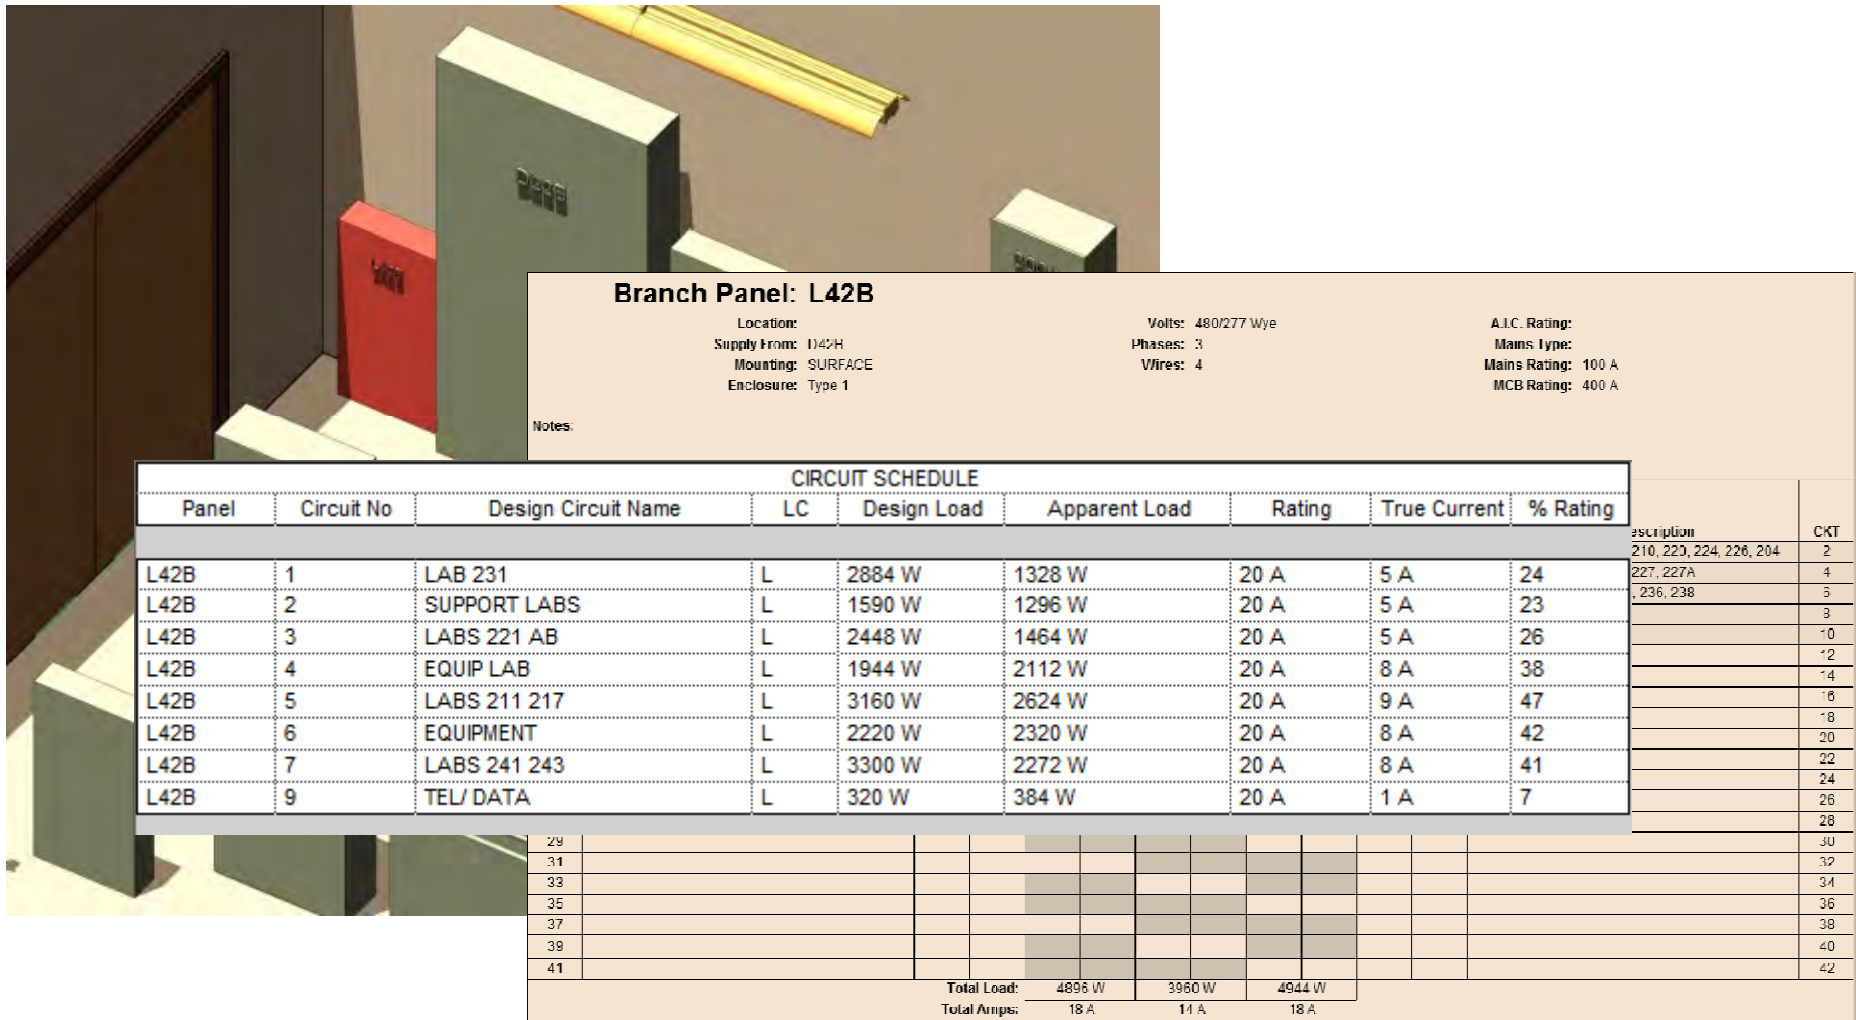 Branch Panel: L42B
Location: Volts: 480/277 Wye A.I.C. Rating:
Supply From: D42H Phases: 3 Mains Type:
Mounting: SURFACE Wires: 4 Mains Rating: 100 A
Enclosure: Type 1 MCB Rating: 400 A
Notes:
CIRCUIT SCHEDULE
Panel Circuit No Design Circuit Name LC Design Load Apparent Load Rating True Current % Rating
escription CKT
210, 220, 224, 226, 204 2
L42B 1 LAB 231 L 2884 W 1328 W 20 A 5 A 24
227, 227A 4
, 236, 238 6
L42B 2 SUPPORT LABS L 1590 W 1296 W 20 A 5 A 23
8
L42B 3 LABS 221 AB L 2448 W 1464 W 20 A 5 A 26
10
12
L42B 4 EQUIP LAB L 1944 W 2112 W 20 A 8 A 38
14
L42B 5 LABS 211 217 L 3160 W 2624 W 20 A 9 A 47
16
18
L42B 6 EQUIPMENT L 2220 W 2320 W 20 A 8 A 42
20
22
L42B 7 LABS 241 243 L 3300 W 2272 W 20 A 8 A 41
24
L42B 9 TEL/ DATA L 320 W 384 W 20 A 1 A 7
26
28
29 30
31 32
33 34
35 36
37 38
39 40
41 42
Total Load: 4896 W 3960 W 4944 W
Total Amps: 18 A 14 A 18 A